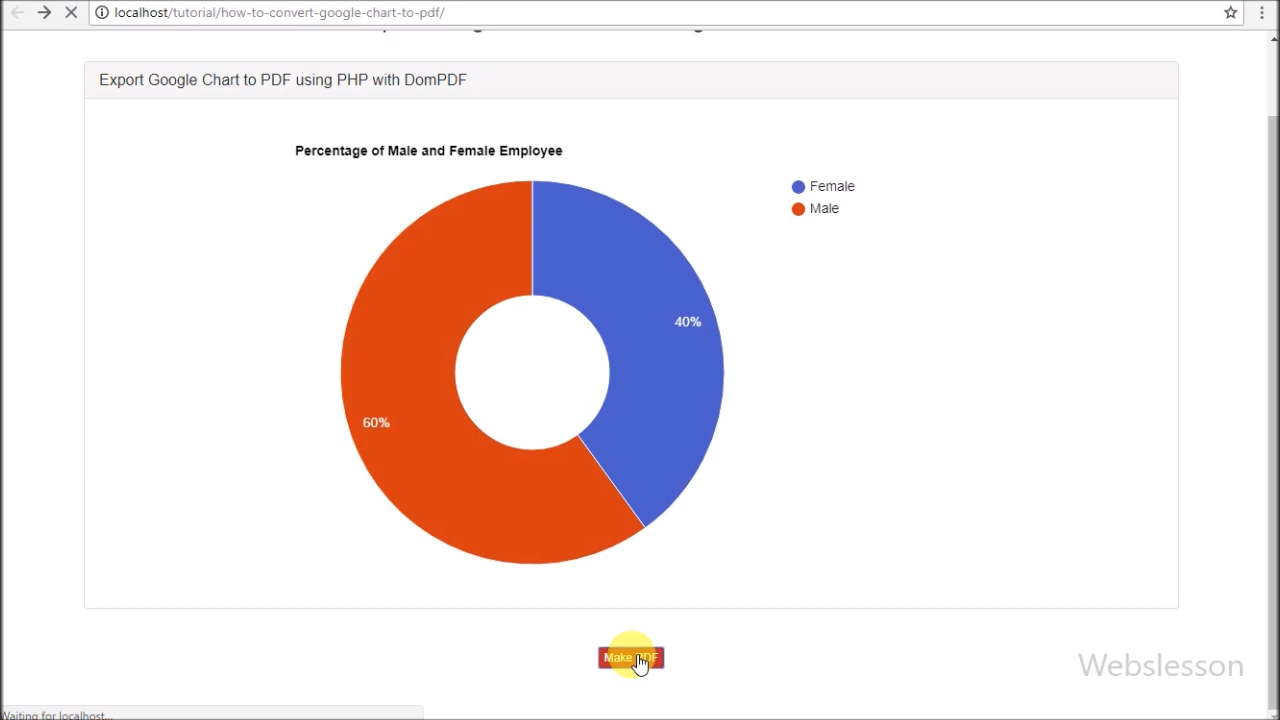 localhost/tutorial/how-to-convert-google-chart-to-pdf/
Export Google Chart to PDF using PHP with DomPDF
Percentage of Male and Female Employee
Female
Male
40%
60%
Make PDF
Webslesson
Waiting for localhost...